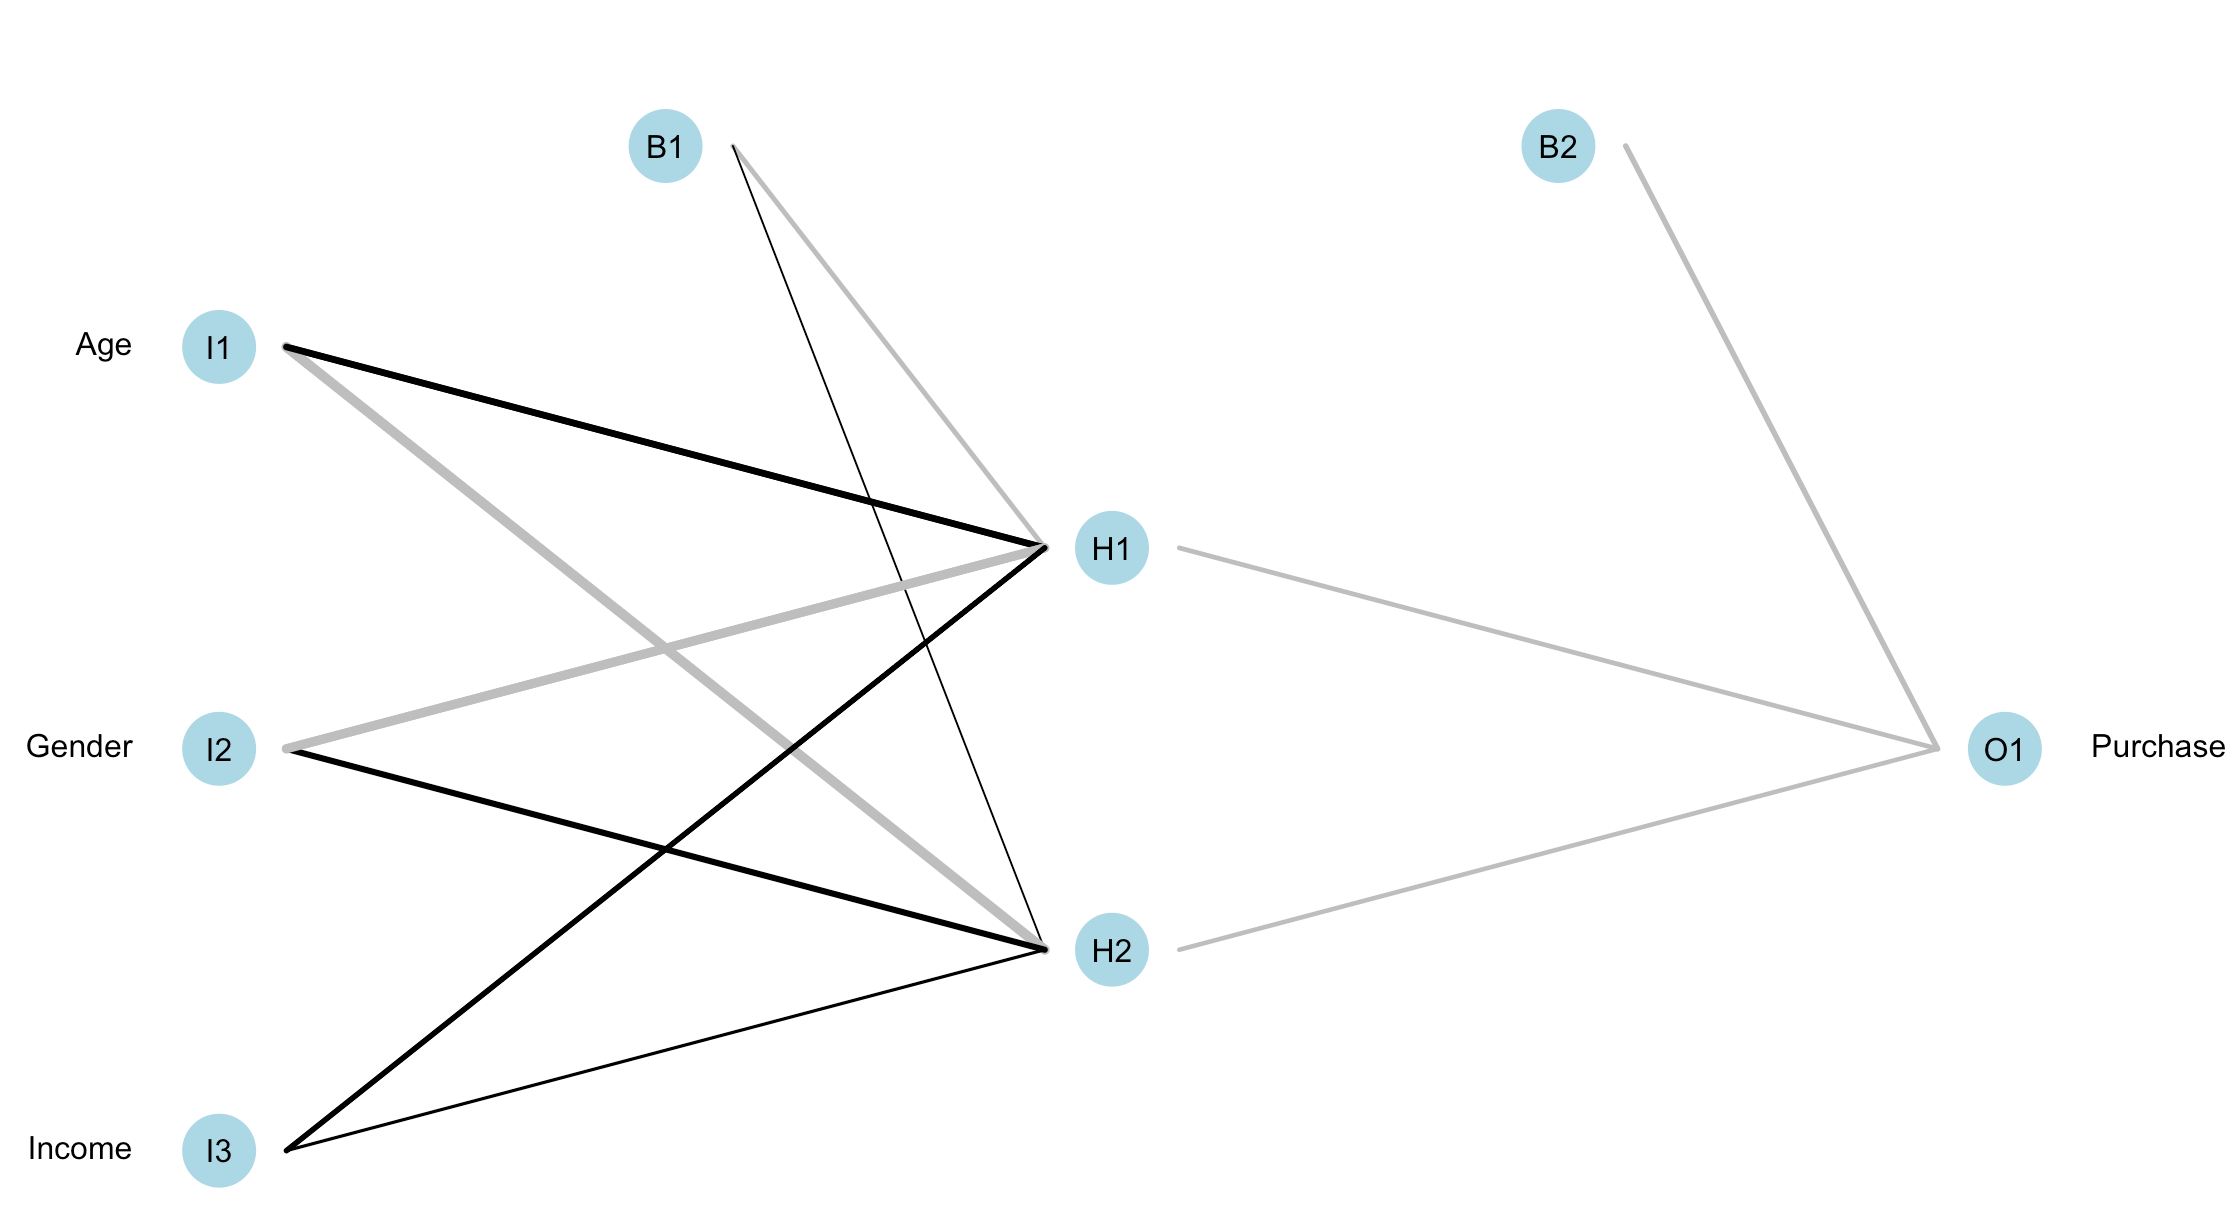 B1
B2
Age
I1
H1
Gender
I2
O1
Purchase
H2
Income
I3